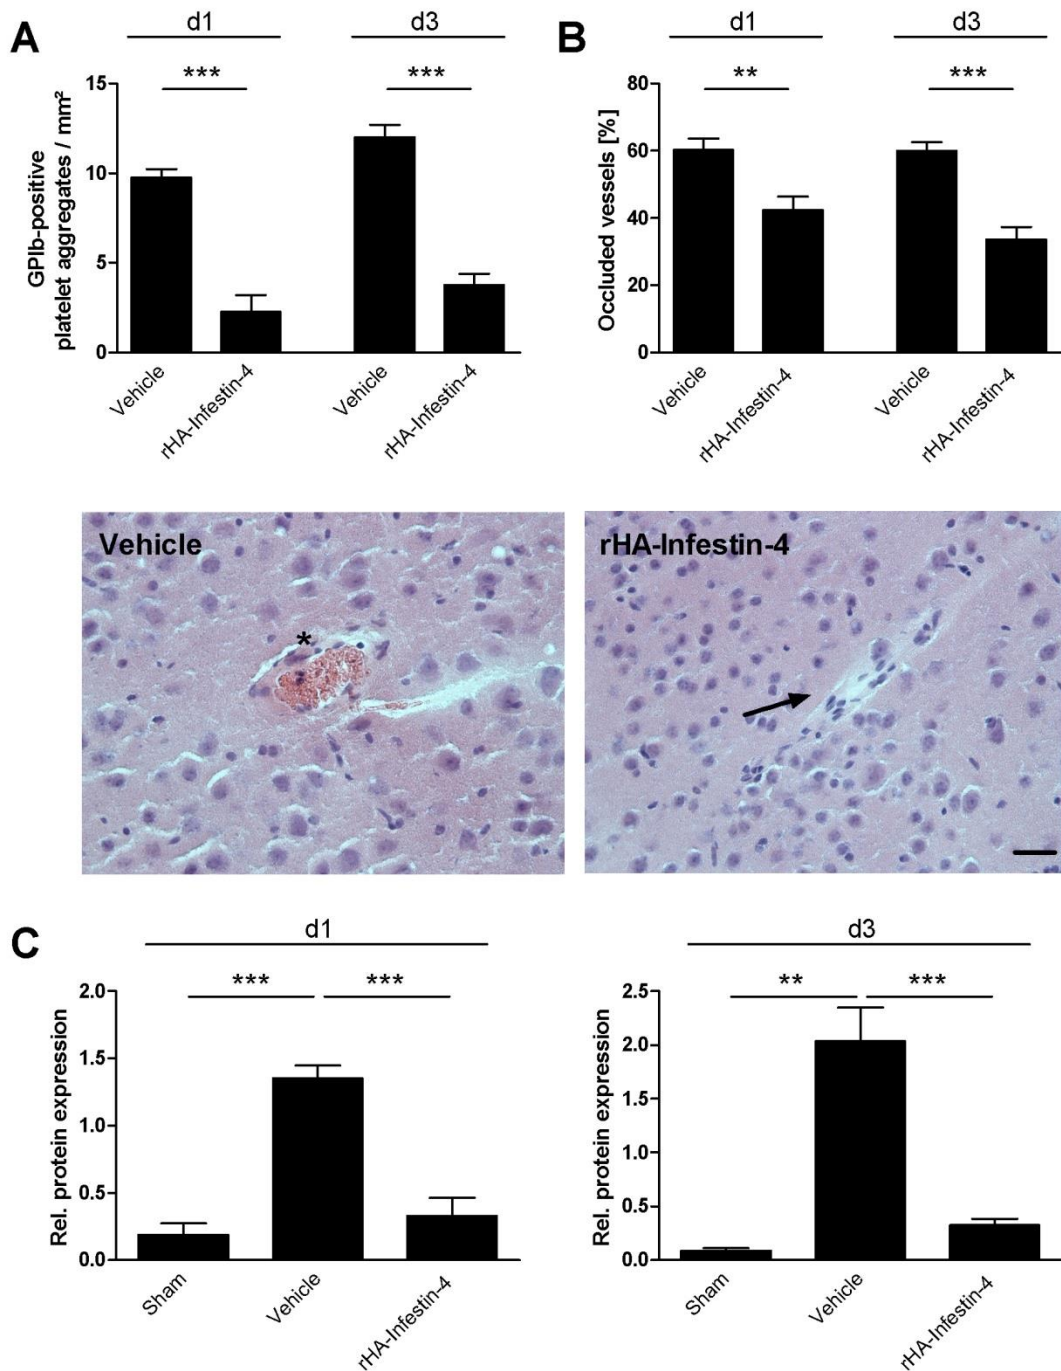 A
d1
d3
***
***
GPIb-positive
platelet aggregates / mm²
15
10
5
0
Vehicle
rHA-Infestin-4
Vehicle
rHA-Infestin-4
B
d1
d3
**
***
Occluded vessels [%]
80
60
40
20
0
Vehicle
rHA-Infestin-4
Vehicle
rHA-Infestin-4
Vehicle
*
rHA-Infestin-4
C
d1
***
***
Rel. protein expression
2.0
1.5
1.0
0.5
0.0
Sham
Vehicle
rHA-Infestin-4
d3
**
***
Rel. protein expression
2.5
2.0
1.5
1.0
0.5
0.0
Sham
Vehicle
rHA-Infestin-4